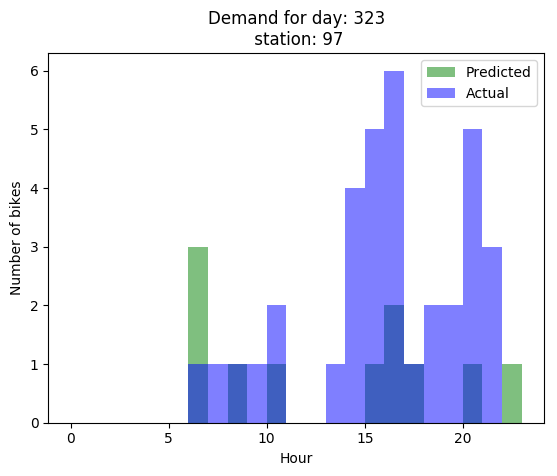 Demand for day: 323
station: 97
Predicted
Actual
Number of bikes
6
5
4
3
2
1
0
0 5 10 15 20
Hour